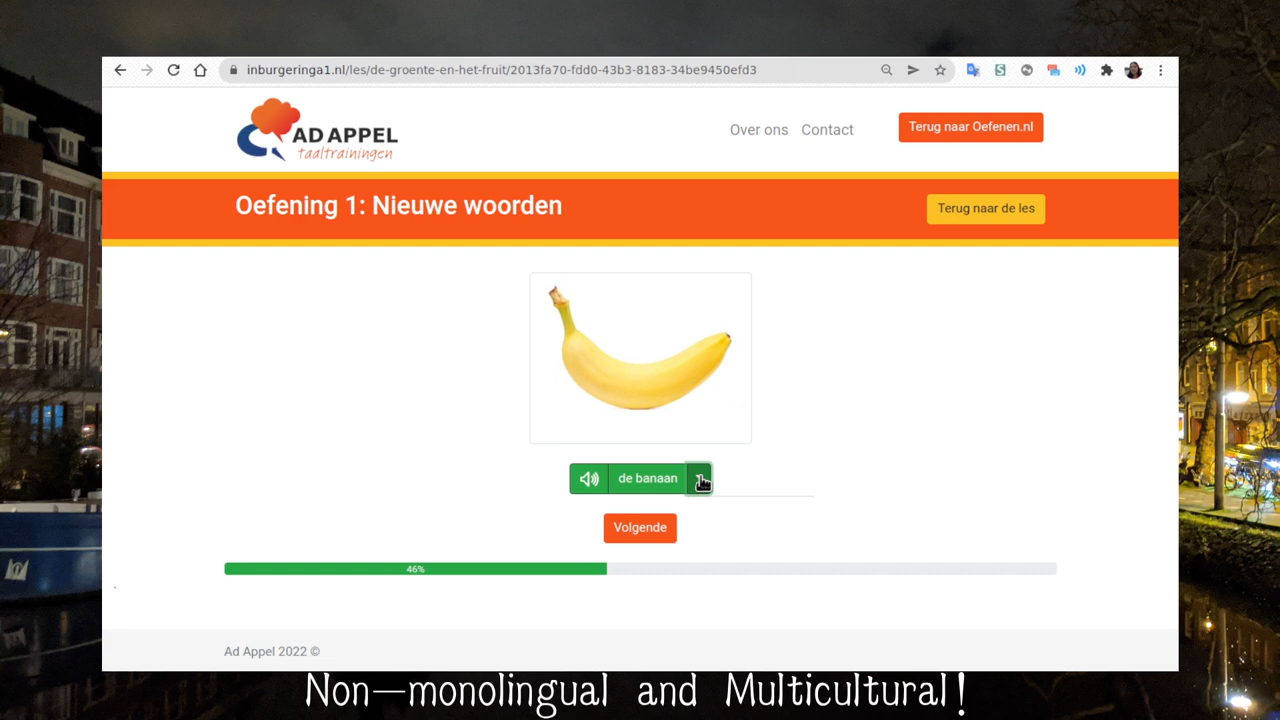 inburgeringa1.nl/les/de-groente-en-het-fruit/2013fa70-fdd0-43b3-8183-34be9450efd3
AD APPEL
taaltrainingen
Over ons
Contact
Terug naar Oefenen.nl
Oefening 1: Nieuwe woorden
Terug naar de les
de banaan
Volgende
46%
Ad Appel 2022 ©
Non-monolingual and Multicultural!